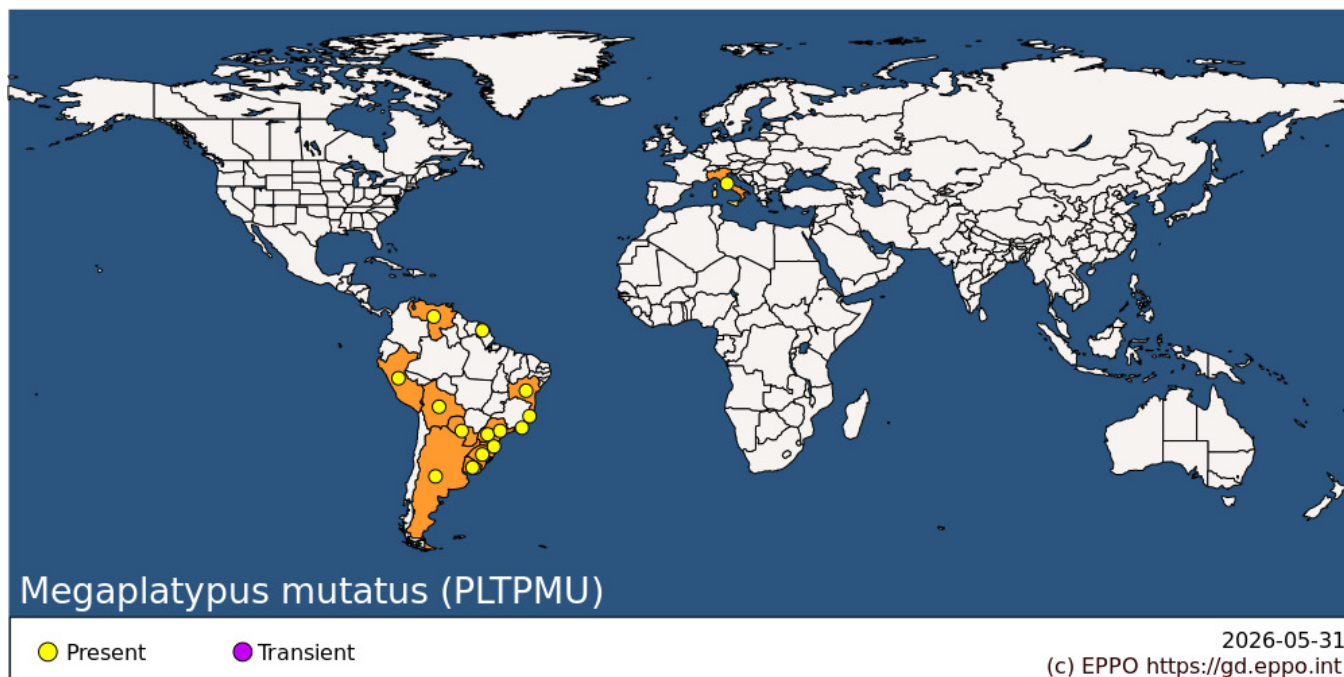 Megaplatypus mutatus (PLTPMU)
Present
Transient
2026-05-31
(c) EPPO https://gd.eppo.int